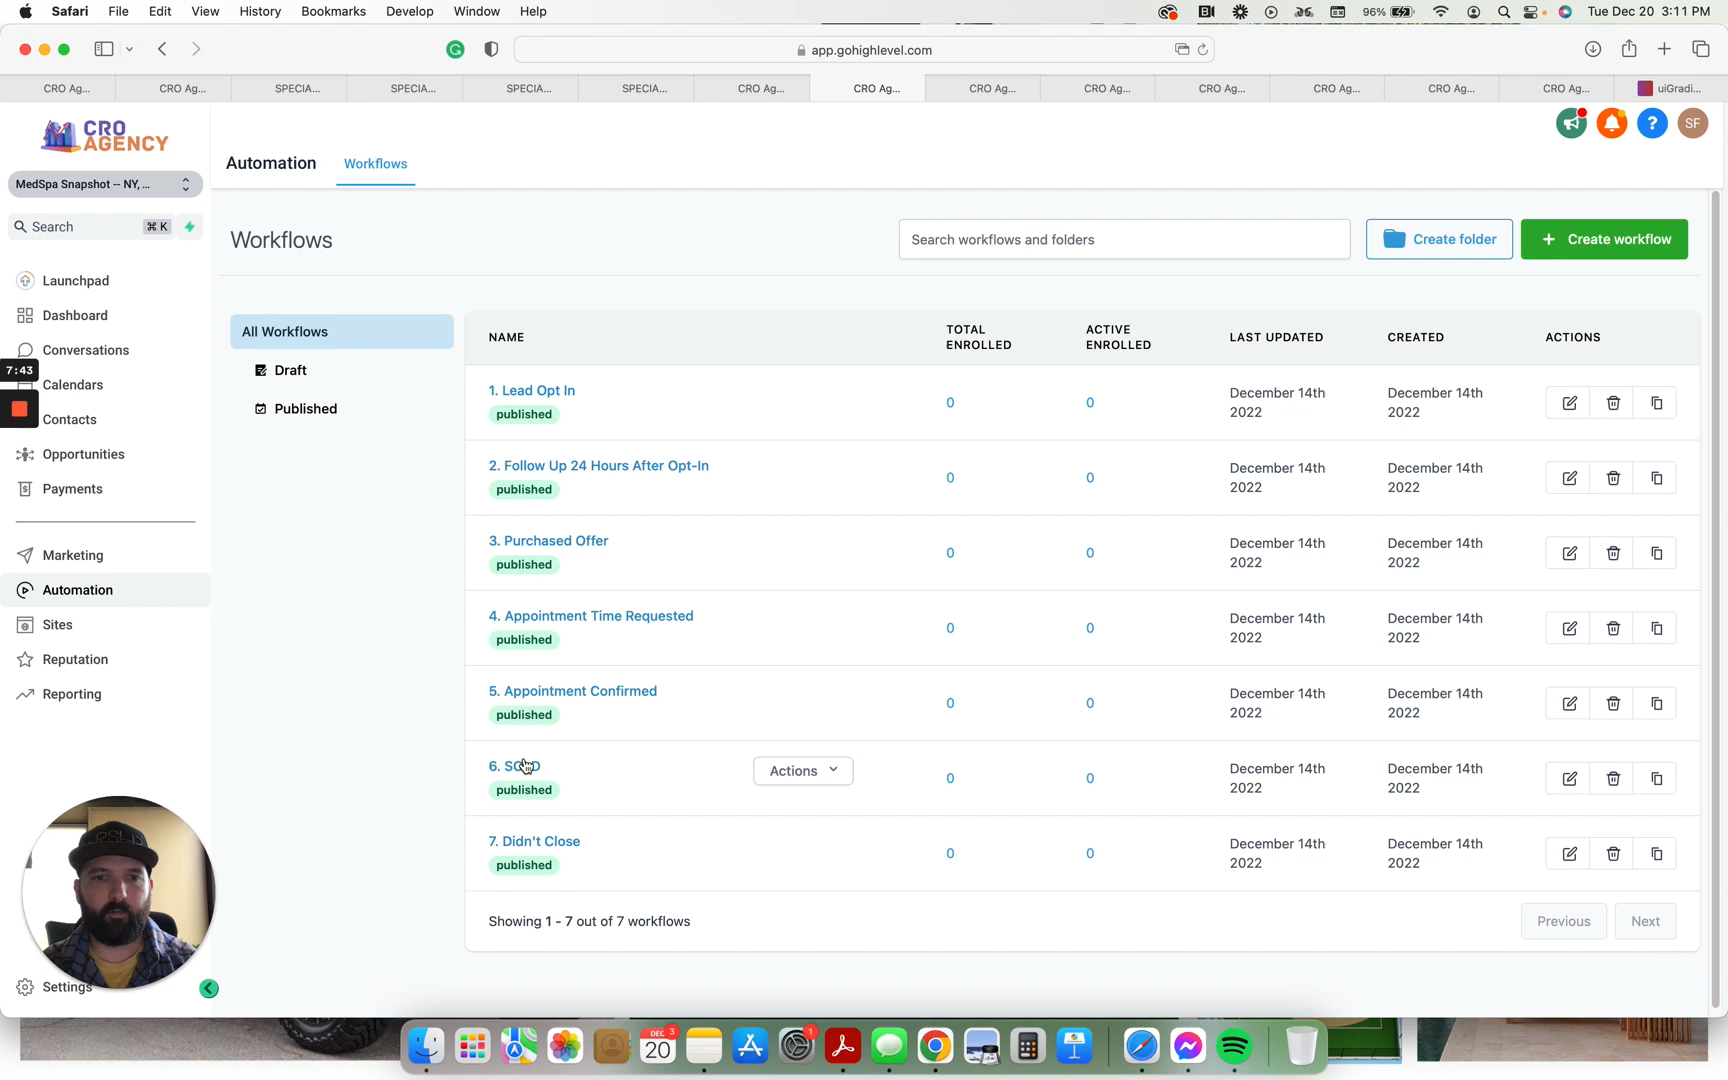 Safari File Edit View History Bookmarks Develop Window Help
96% Tue Dec 20 3:11 PM
app.gohighlevel.com
CRO Ag... CRO Ag... SPECIA... SPECIA... SPECIA... SPECIA... CRO Ag... CRO Ag... CRO Ag... CRO Ag... CRO Ag... CRO Ag... CRO Ag... CRO Ag... uiGradi...
CRO
AGENCY
MedSpa Snapshot -- NY, ...
Search ⌘ K
Launchpad
Dashboard
Conversations
7:43
Calendars
Contacts
Opportunities
Payments
Marketing
Automation
Sites
Reputation
Reporting
Settings
Automation Workflows
? SF
Workflows
Search workflows and folders
Create folder
+ Create workflow
All Workflows
Draft
Published
NAME
TOTAL
ENROLLED
ACTIVE
ENROLLED
LAST UPDATED
CREATED
ACTIONS
1. Lead Opt In
published
0
0
December 14th
2022
December 14th
2022
2. Follow Up 24 Hours After Opt-In
published
0
0
December 14th
2022
December 14th
2022
3. Purchased Offer
published
0
0
December 14th
2022
December 14th
2022
4. Appointment Time Requested
published
0
0
December 14th
2022
December 14th
2022
5. Appointment Confirmed
published
0
0
December 14th
2022
December 14th
2022
6.
published
Actions
0
0
December 14th
2022
December 14th
2022
7. Didn't Close
published
0
0
December 14th
2022
December 14th
2022
Showing 1 - 7 out of 7 workflows
Previous
Next
DEC
20
3
1